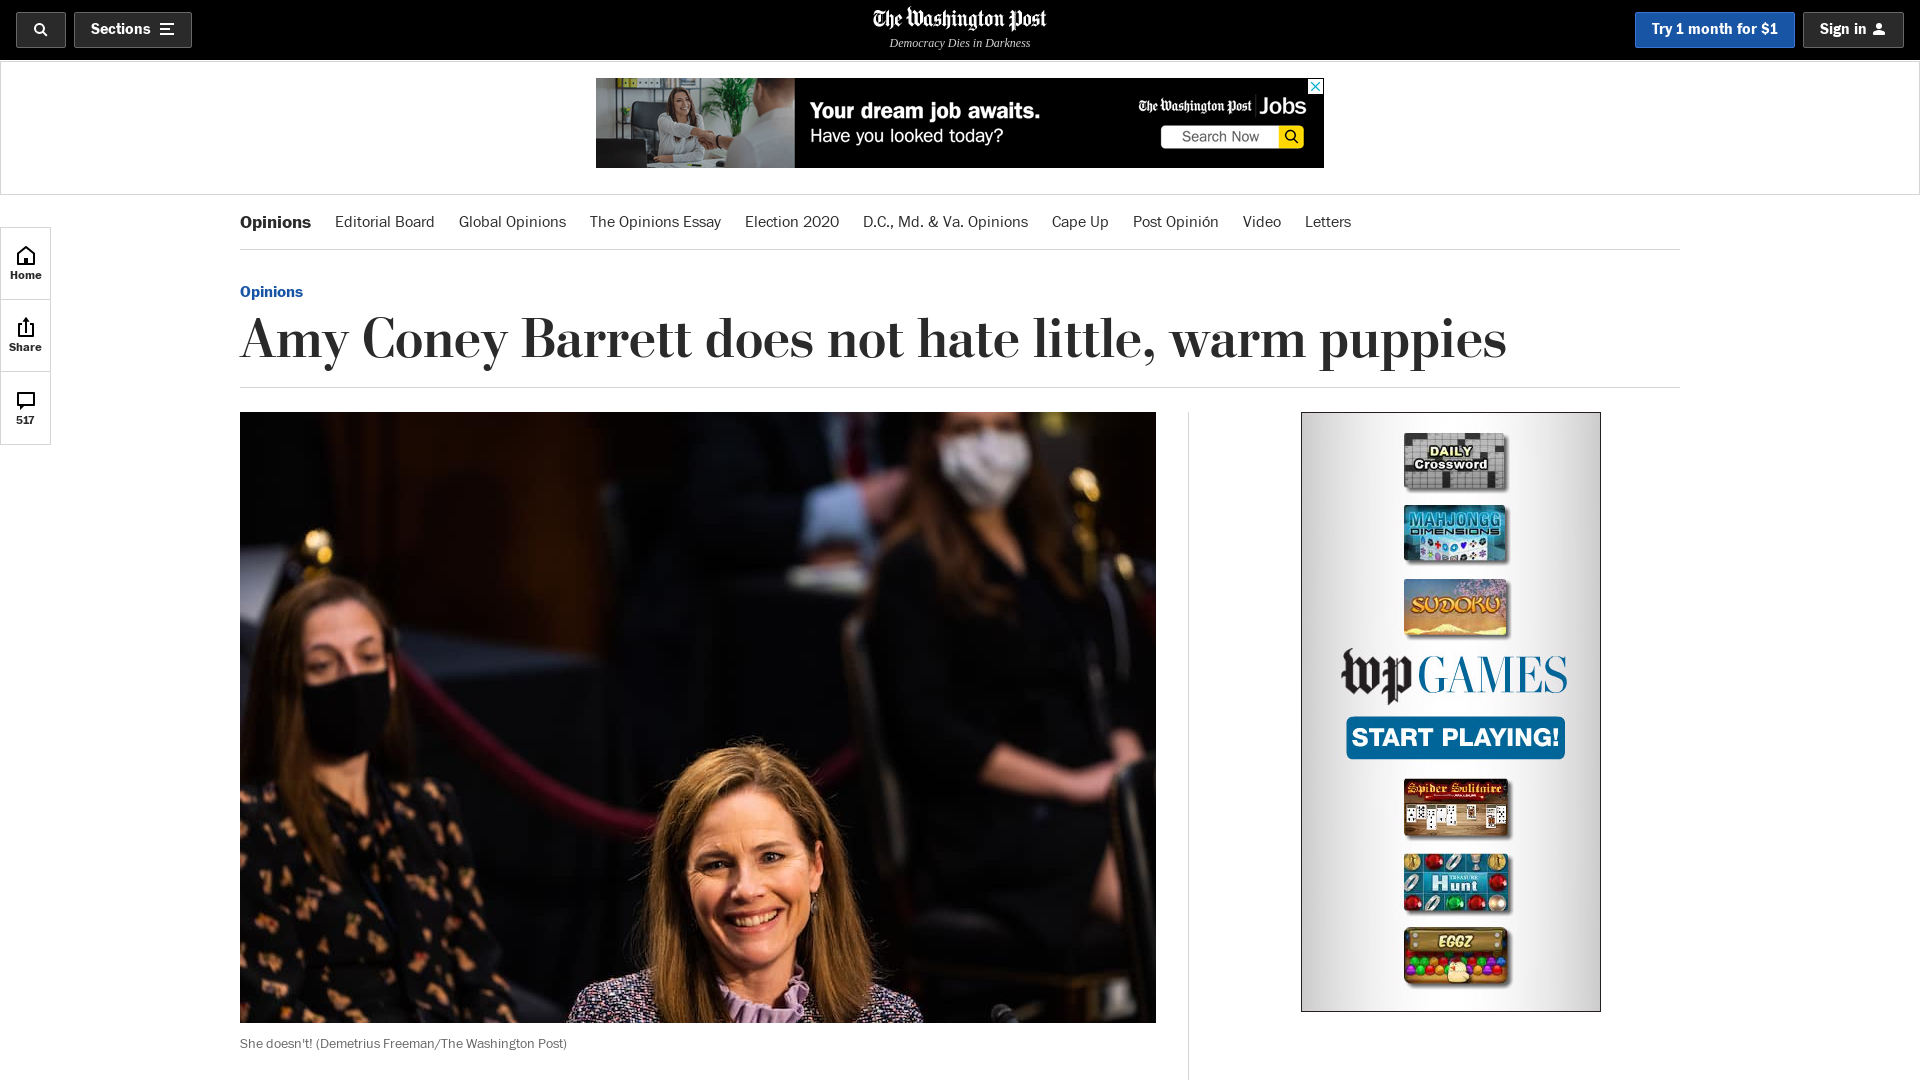 Sections
The Washington Post
Democracy Dies in Darkness
Try 1 month for $1
Sign in
Your dream job awaits.
Have you looked today?
The Washington Post Jobs
Search Now
Opinions Editorial Board Global Opinions The Opinions Essay Election 2020 D.C., Md. & Va. Opinions Cape Up Post Opinión Video Letters
Home
Share
517
Opinions
Amy Coney Barrett does not hate little, warm puppies
She doesn't! (Demetrius Freeman/The Washington Post)
DAILY
Crossword
MAHJONGG
DIMENSIONS
SUDOKU
wp GAMES
START PLAYING!
Spider Solitaire
TREASURE
Hunt
EGGZ